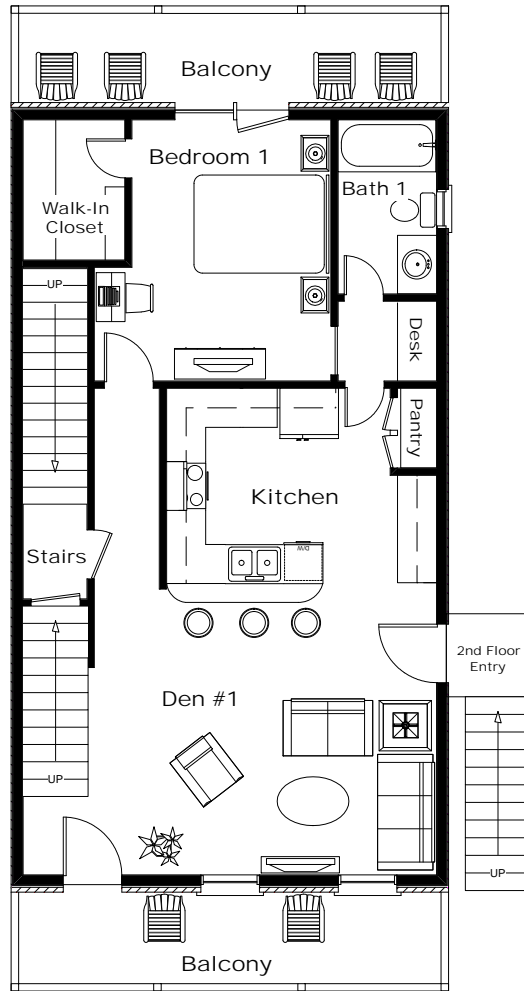 Balcony
Bedroom 1
Bath 1
Walk-In
Closet
UP
Desk
Pantry
Kitchen
D/W
Stairs
2nd Floor
Entry
Den #1
UP
UP
Balcony